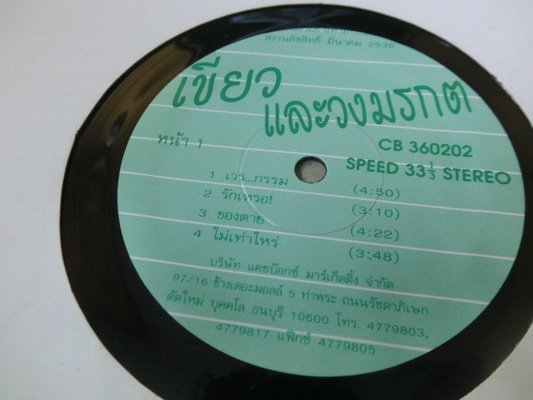 สงวนลิขสิทธิ์ มีนาคม 2536
เขียว
และวงมรกต
หน้า 1
CB 360202
SPEED 33⅓ STEREO
1 เวร...กรรม (4:50)
2 รักเหรอ! (3:10)
3 ของตาย (4:22)
4 ไม่เท่าไหร่ (3:48)
บริษัท แคชบ๊อกซ์ มาร์เก็ตติ้ง จำกัด
97/16 ข้างเดอะมอลล์ 5 ท่าพระ ถนนรัชดาภิเษก
ตัดใหม่ บุคคโล ธนบุรี 10600 โทร. 4779803,
4779817 แฟ๊กซ์ 4779805